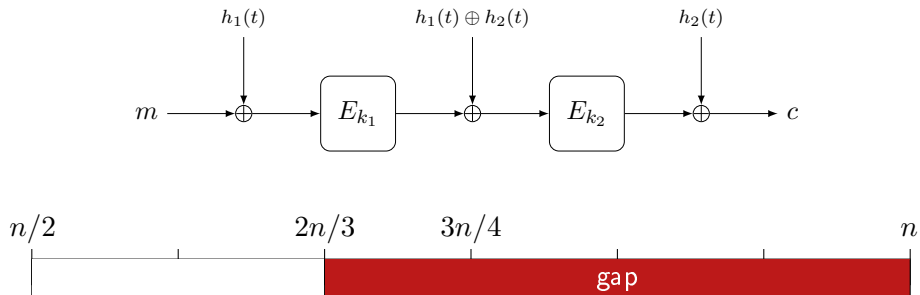 h₁(t) h₁(t) ⊕ h₂(t) h₂(t)
m E_{k₁} E_{k₂} c
n/2 2n/3 3n/4 n
gap